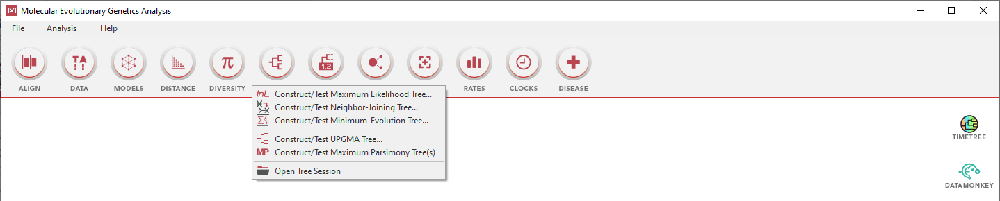 Molecular Evolutionary Genetics Analysis
File Analysis Help
TA
π
1,2
ALIGN DATA MODELS DISTANCE DIVERSITY RATES CLOCKS DISEASE
lnL Construct/Test Maximum Likelihood Tree...
Construct/Test Neighbor-Joining Tree...
Construct/Test Minimum-Evolution Tree...
Construct/Test UPGMA Tree...
MP Construct/Test Maximum Parsimony Tree(s)
Open Tree Session
TIMETREE
DATAMONKEY